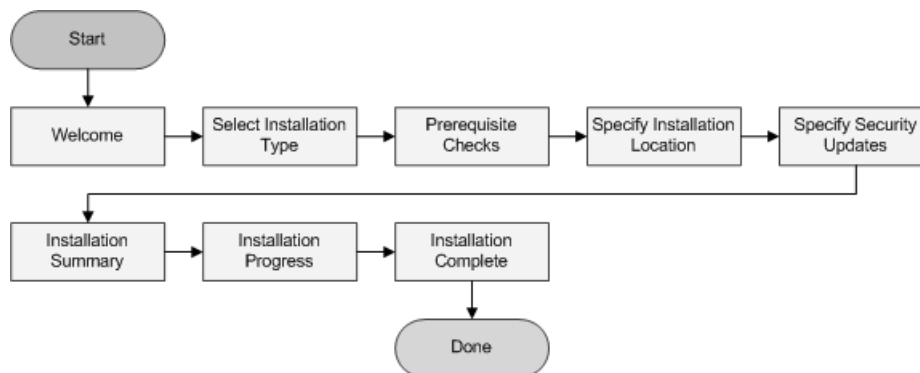 Start
Welcome
Select Installation
Type
Prerequisite
Checks
Specify Installation
Location
Specify Security
Updates
Installation
Summary
Installation
Progress
Installation
Complete
Done